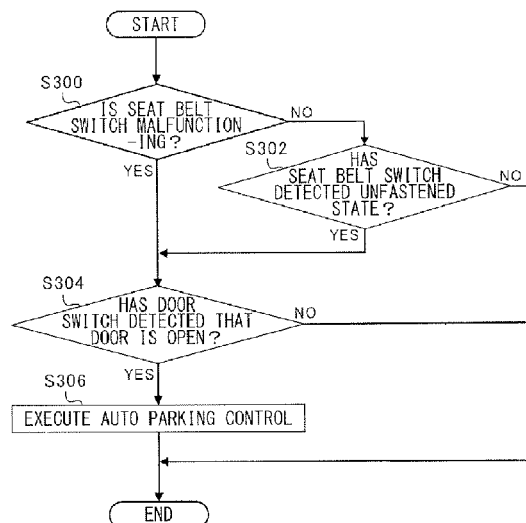 START
S300
IS SEAT BELT
SWITCH MALFUNCTION
-ING?
NO
YES
S302
HAS
SEAT BELT SWITCH
DETECTED UNFASTENED
STATE?
NO
YES
S304
HAS DOOR
SWITCH DETECTED THAT
DOOR IS OPEN?
NO
YES
S306
EXECUTE AUTO PARKING CONTROL
END